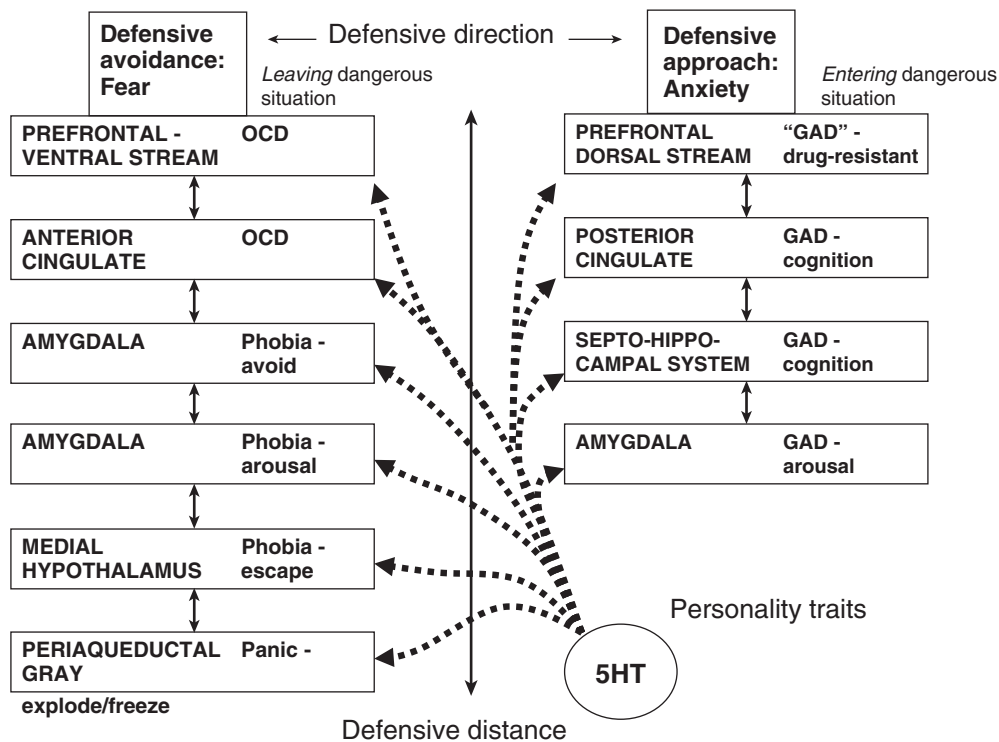 Defensive
avoidance:
Fear
Defensive direction
Defensive
approach:
Anxiety
Leaving dangerous
situation
Entering dangerous
situation
PREFRONTAL - OCD
VENTRAL STREAM
ANTERIOR OCD
CINGULATE
AMYGDALA Phobia -
avoid
AMYGDALA Phobia -
arousal
MEDIAL Phobia -
HYPOTHALAMUS escape
PERIAQUEDUCTAL Panic -
GRAY
explode/freeze
PREFRONTAL “GAD” -
DORSAL STREAM drug-resistant
POSTERIOR GAD -
CINGULATE cognition
SEPTO-HIPPO- GAD -
CAMPAL SYSTEM cognition
AMYGDALA GAD -
arousal
Personality traits
5HT
Defensive distance